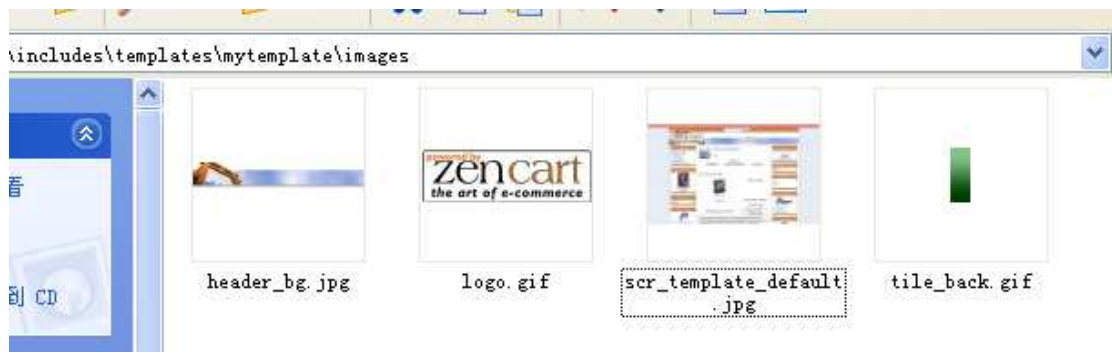 \includes\templates\mytemplate\images
看
powered by
zencart
the art of e-commerce
到 CD
header_bg.jpg
logo.gif
scr_template_default
.jpg
tile_back.gif